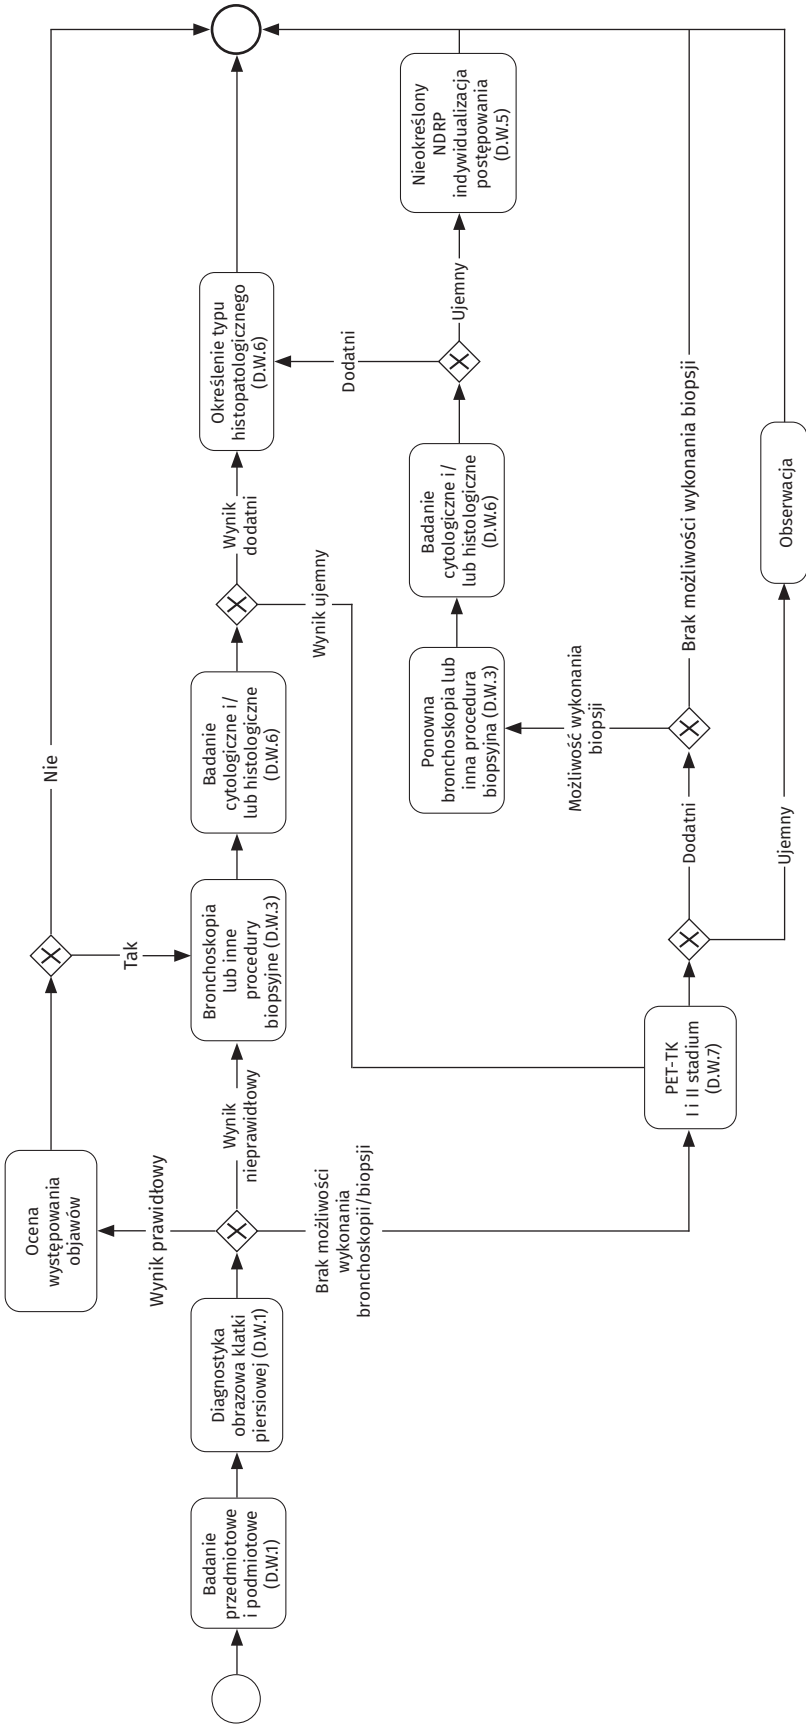 Badanie
przedmiotowe
i podmiotowe
(D.W.1)
Diagnostyka
obrazowa klatki
piersiowej (D.W.1)
Wynik prawidłowy
Ocena
występowania
objawów
Nie
Tak
Wynik
nieprawidłowy
Brak możliwości
wykonania
bronchoskopii/biopsji
Bronchoskopia
lub inne
procedury
biopsyjne (D.W.3)
Badanie
cytologiczne i/
lub histologiczne
(D.W.6)
Wynik
dodatni
Wynik ujemny
Określenie typu
histopatologicznego
(D.W.6)
PET-TK
I i II stadium
(D.W.7)
Dodatni
Ujemny
Możliwość wykonania
biopsji
Brak możliwości wykonania biopsji
Ponowna
bronchoskopia lub
inna procedura
biopsyjna (D.W.3)
Badanie
cytologiczne i/
lub histologiczne
(D.W.6)
Dodatni
Ujemny
Nieokreślony
NDRP
indywidualizacja
postępowania
(D.W.5)
Obserwacja